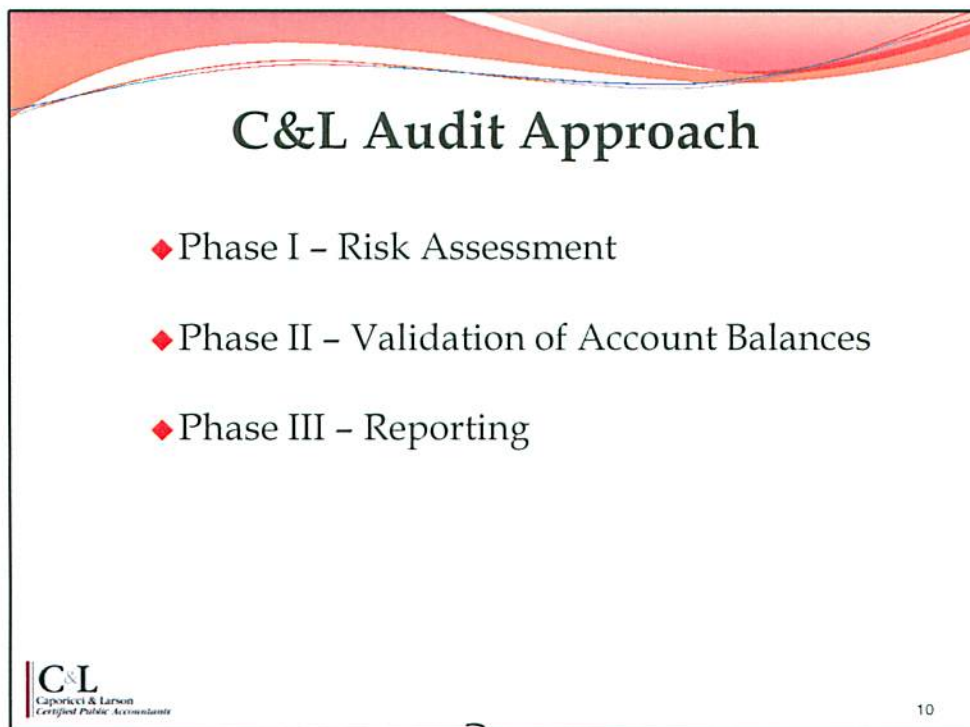 C&L Audit Approach
Phase I – Risk Assessment
Phase II – Validation of Account Balances
Phase III – Reporting
C&L
Caporicci & Larson
Certified Public Accountants
10